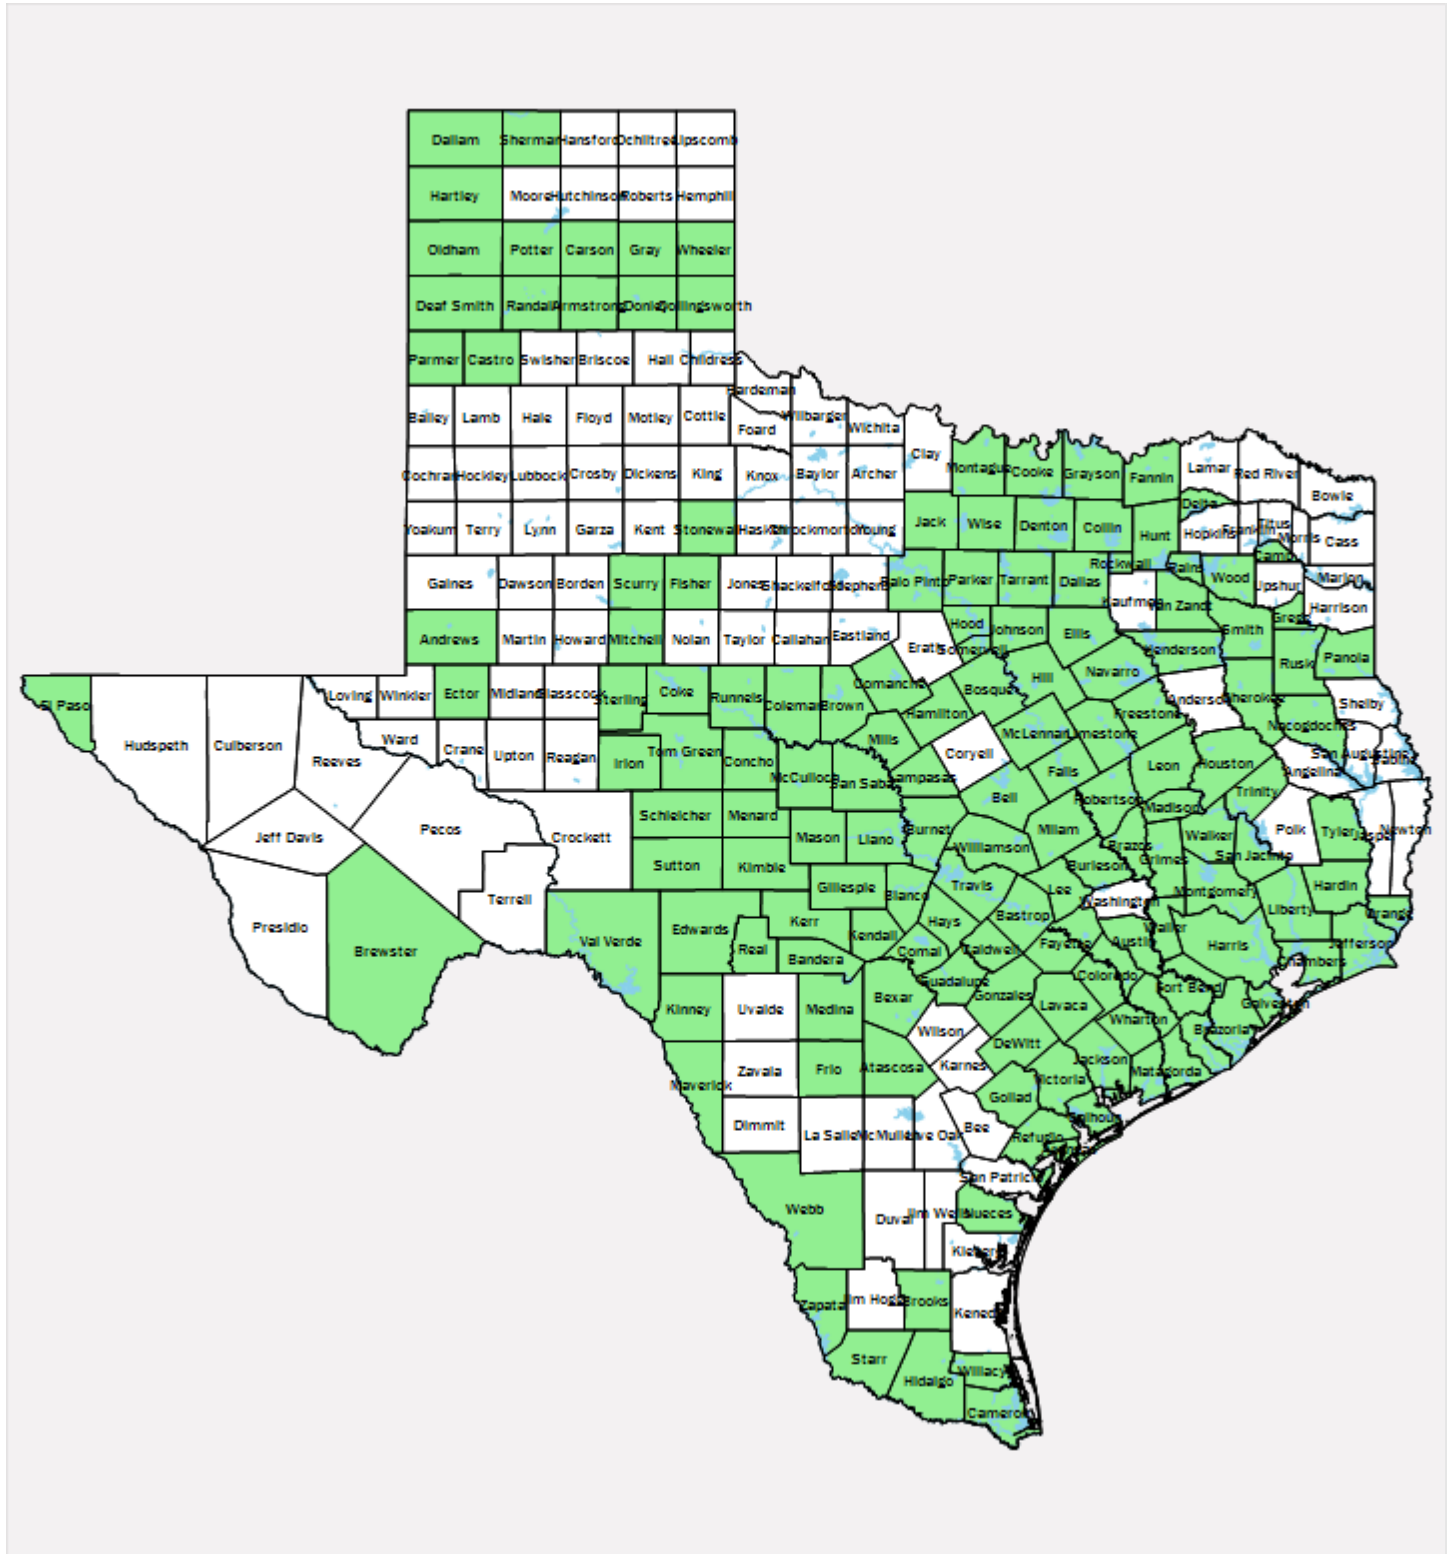 Dallam Sherman Hansford Ochiltree Lipscomb
Hartley Moore Hutchinson Roberts Hemphill
Oldham Potter Carson Gray Wheeler
Deaf Smith Randall Armstrong Donley Collingsworth
Parmer Castro Swisher Briscoe Hall Childress
Hardeman
Bailey Lamb Hale Floyd Motley Cottle Foard Wilbarger Wichita
Clay
Cochran Hockley Lubbock Crosby Dickens King Knox Baylor Archer Montague Cooke Grayson Fannin Lamar Red River Bowie
Yoakum Terry Lynn Garza Kent Stonewall Haskell Throckmorton Young Jack Wise Denton Collin Hunt Delta Hopkins Franklin Titus Morris Cass
Gaines Dawson Borden Scurry Fisher Jones Shackelford Stephens Palo Pinto Parker Tarrant Dallas Rockwall Kaufman Rains Van Zandt Wood Camp Upshur Marion Harrison
Andrews Martin Howard Mitchell Nolan Taylor Callahan Eastland Erath Hood Somervell Johnson Ellis Henderson Smith Gregg Rusk Panola
El Paso Loving Winkler Ector Midland Glasscock Sterling Coke Runnels Coleman Brown Comanche Bosque Hill Navarro Anderson Cherokee Shelby
Hudspeth Culberson Reeves Ward Crane Upton Reagan Irion Tom Green Concho McCulloch San Saba Mills Hamilton Coryell McLennan Limestone Freestone Nacogdoches San Augustine Sabine
Jeff Davis Pecos Crockett Schleicher Menard Mason Llano Lampasas Burnet Bell Falls Robertson Leon Houston Madison Trinity Angelina Polk Tyler Jasper Newton
Terrell Sutton Kimble Gillespie Blanco Williamson Milam Burleson Brazos Grimes Walker San Jacinto Hardin
Presidio Brewster Val Verde Edwards Real Kerr Bandera Kendall Comal Hays Travis Bastrop Lee Washington Montgomery Liberty Orange
Caldwell Fayette Austin Waller Harris Chambers Jefferson
Kinney Uvalde Medina Bexar Guadalupe Gonzales Lavaca Colorado Fort Bend Galveston
Wilson Wharton Brazoria
Maverick Zavala Frio Atascosa Karnes DeWitt Victoria Jackson Matagorda
Goliad
Dimmit La Salle McMullen Live Oak Bee Refugio Calhoun
San Patricio
Webb Duval Jim Wells Nueces
Kleberg
Zapata Jim Hogg Brooks Kenedy
Starr Hidalgo Willacy
Cameron